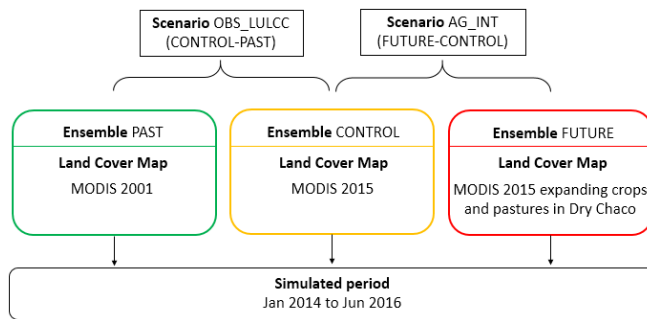 Scenario OBS_LULCC
(CONTROL-PAST)
Scenario AG_INT
(FUTURE-CONTROL)
Ensemble PAST
Land Cover Map
MODIS 2001
Ensemble CONTROL
Land Cover Map
MODIS 2015
Ensemble FUTURE
Land Cover Map
MODIS 2015 expanding crops
and pastures in Dry Chaco
Simulated period
Jan 2014 to Jun 2016